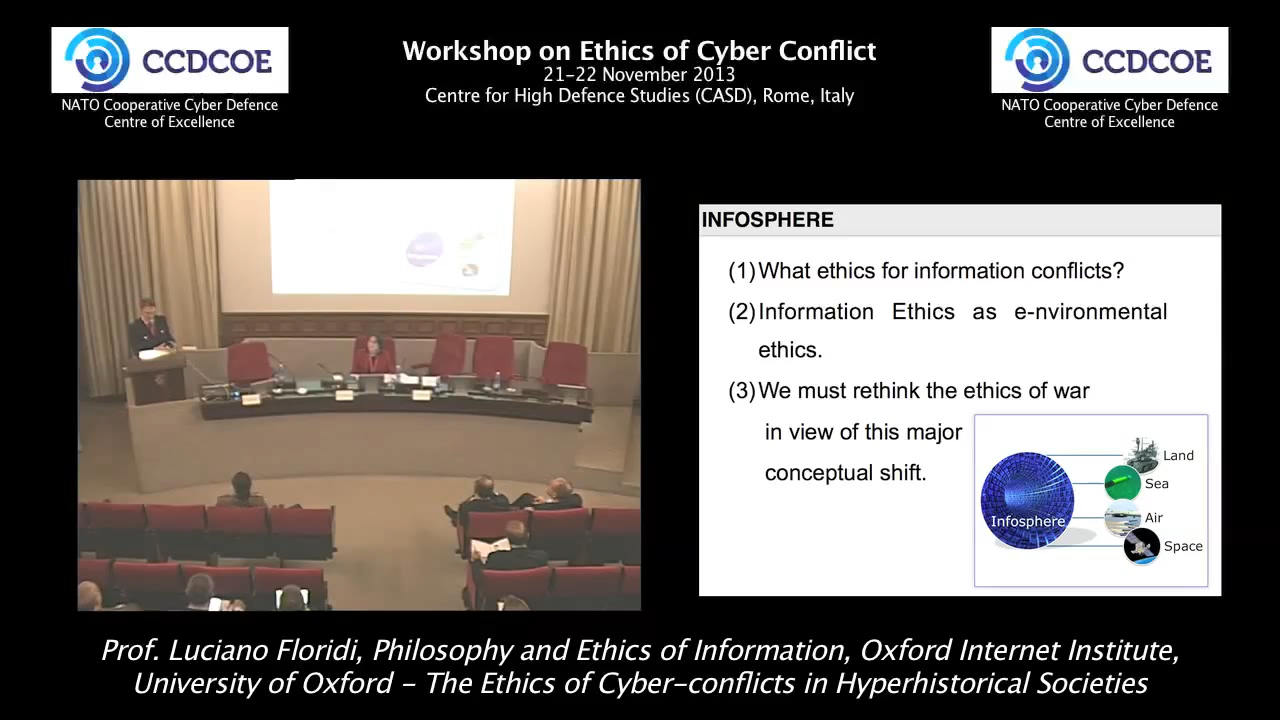 CCDCOE
NATO Cooperative Cyber Defence
Centre of Excellence
Workshop on Ethics of Cyber Conflict
21-22 November 2013
Centre for High Defence Studies (CASD), Rome, Italy
CCDCOE
NATO Cooperative Cyber Defence
Centre of Excellence
INFOSPHERE
(1) What ethics for information conflicts?
(2) Information Ethics as e-nvironmental
ethics.
(3) We must rethink the ethics of war
in view of this major
conceptual shift.
Infosphere
Land
Sea
Air
Space
Prof. Luciano Floridi, Philosophy and Ethics of Information, Oxford Internet Institute,
University of Oxford - The Ethics of Cyber-conflicts in Hyperhistorical Societies